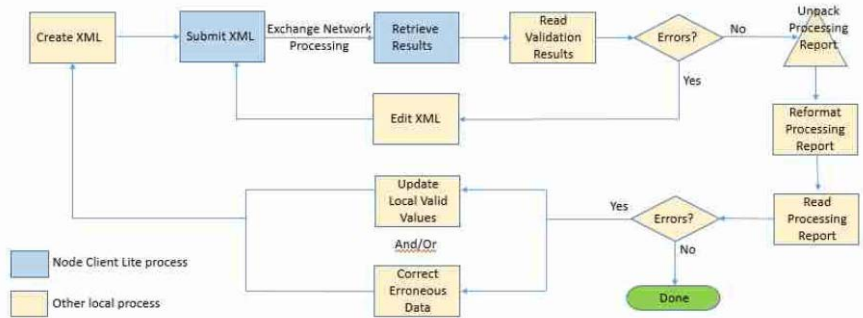 Create XML
Submit XML
Exchange Network
Processing
Retrieve
Results
Read
Validation
Results
Errors?
No
Unpack
Processing
Report
Yes
Edit XML
Reformat
Processing
Report
Update
Local Valid
Values
Yes
Errors?
Read
Processing
Report
And/Or
No
Node Client Lite process
Correct
Erroneous
Data
Done
Other local process